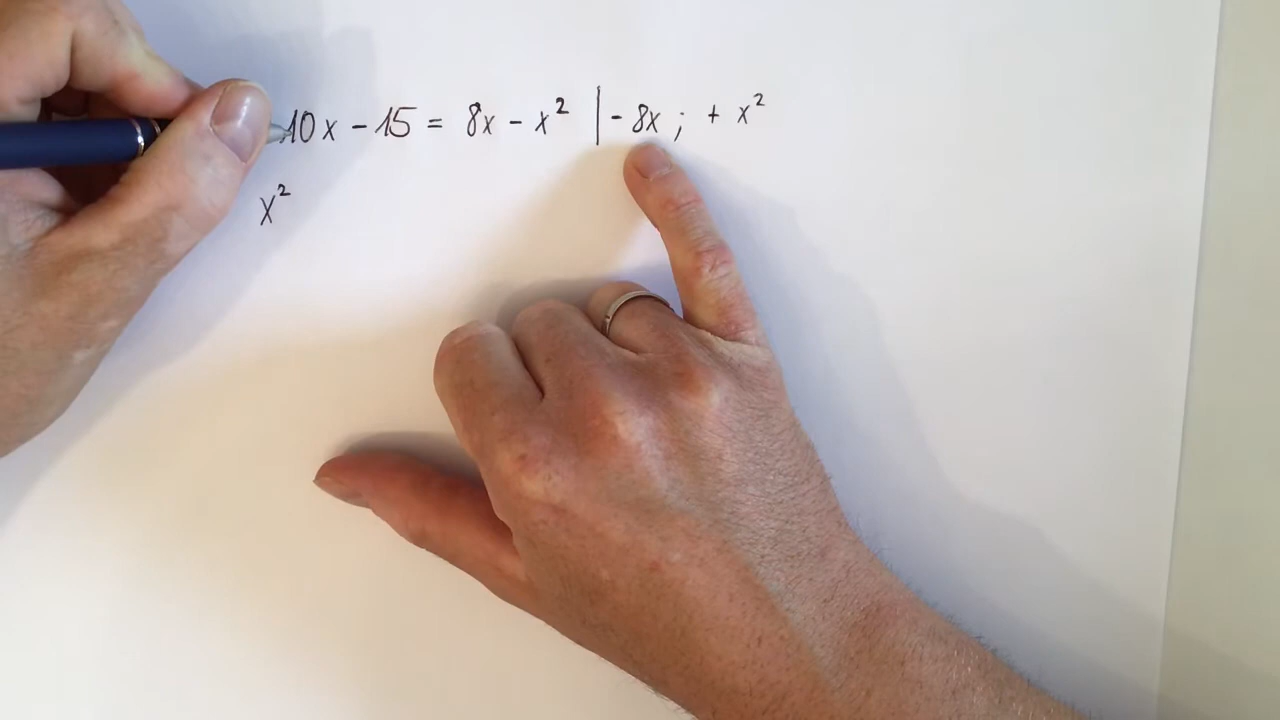 10x - 15 = 8x - x² | - 8x ; + x²
x²